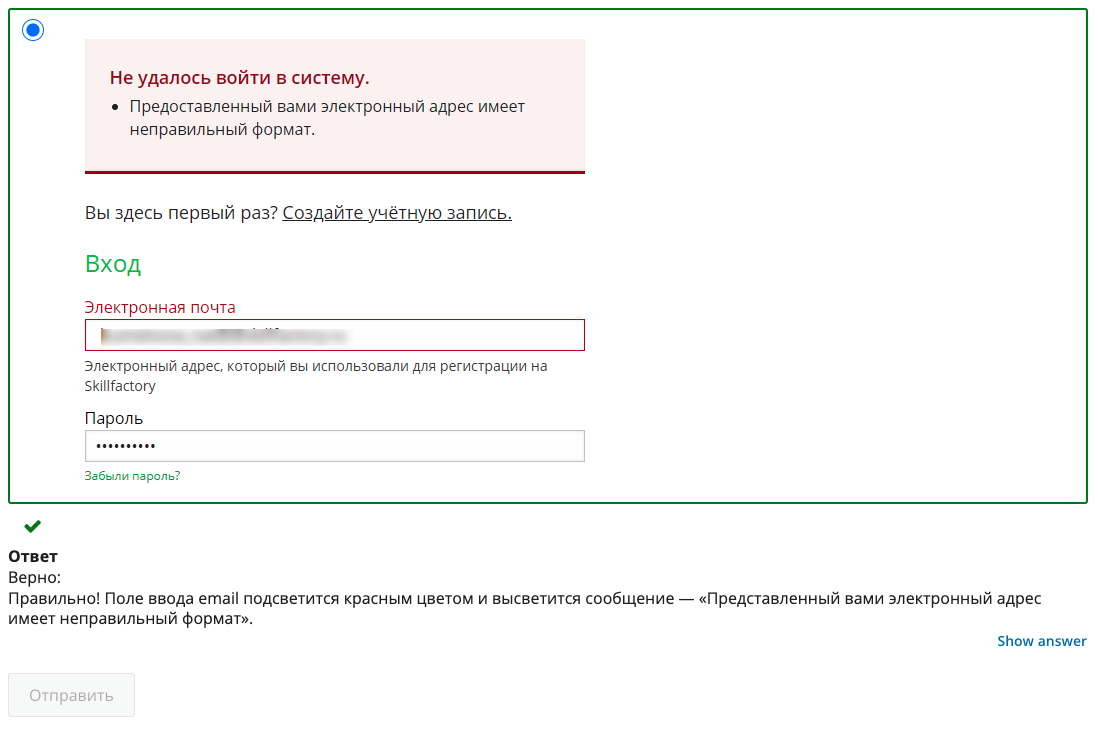 Не удалось войти в систему.
Предоставленный вами электронный адрес имеет
неправильный формат.
Вы здесь первый раз? Создайте учётную запись.
Вход
Электронная почта
Электронный адрес, который вы использовали для регистрации на
Skillfactory
Пароль
••••••••••
Забыли пароль?
Ответ
Верно:
Правильно! Поле ввода email подсветится красным цветом и высветится сообщение — «Представленный вами электронный адрес
имеет неправильный формат».
Show answer
Отправить